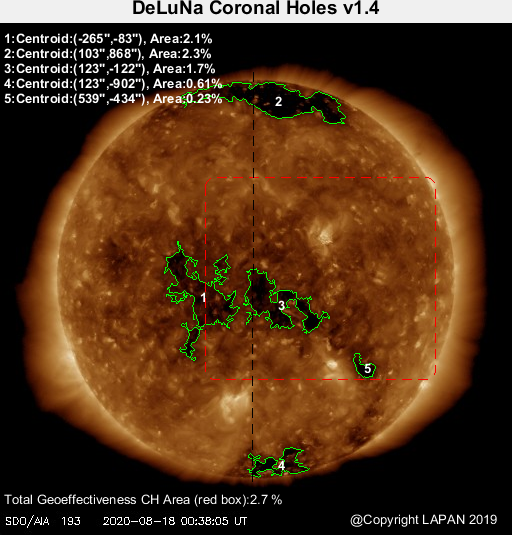 DeLuNa Coronal Holes v1.4
1:Centroid:(-265",-83"), Area:2.1%
2:Centroid:(103",868"), Area:2.3%
3:Centroid:(123",-122"), Area:1.7%
4:Centroid:(123",-902"), Area:0.61%
5:Centroid:(539",-434"), Area:0.23%
2
1
3
5
4
Total Geoeffectiveness CH Area (red box):2.7 %
SDO/AIA 193 2020-08-18 00:38:05 UT
@Copyright LAPAN 2019